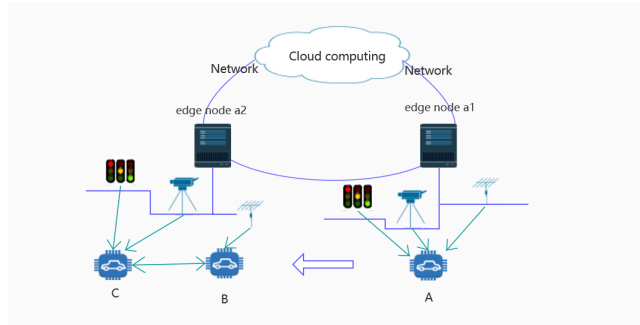 Cloud computing
Network
Network
edge node a2
edge node a1
C
B
A